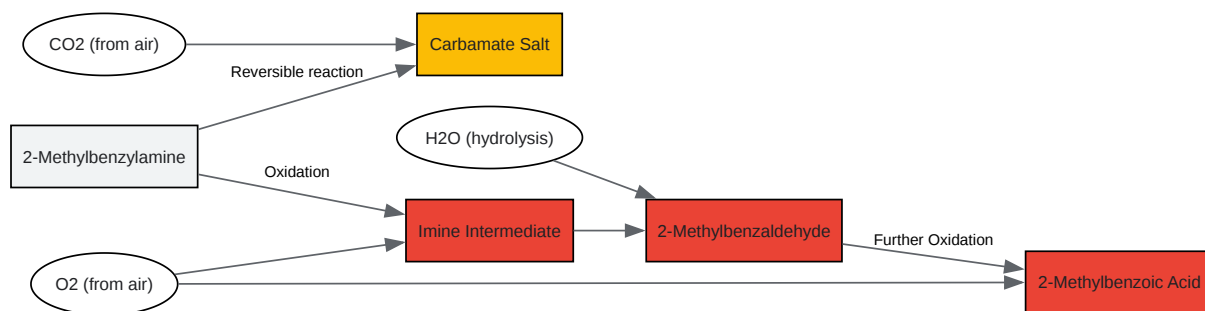 CO2 (from air)
Carbamate Salt
Reversible reaction
H2O (hydrolysis)
2-Methylbenzylamine
Oxidation
Imine Intermediate
2-Methylbenzaldehyde
Further Oxidation
O2 (from air)
2-Methylbenzoic Acid